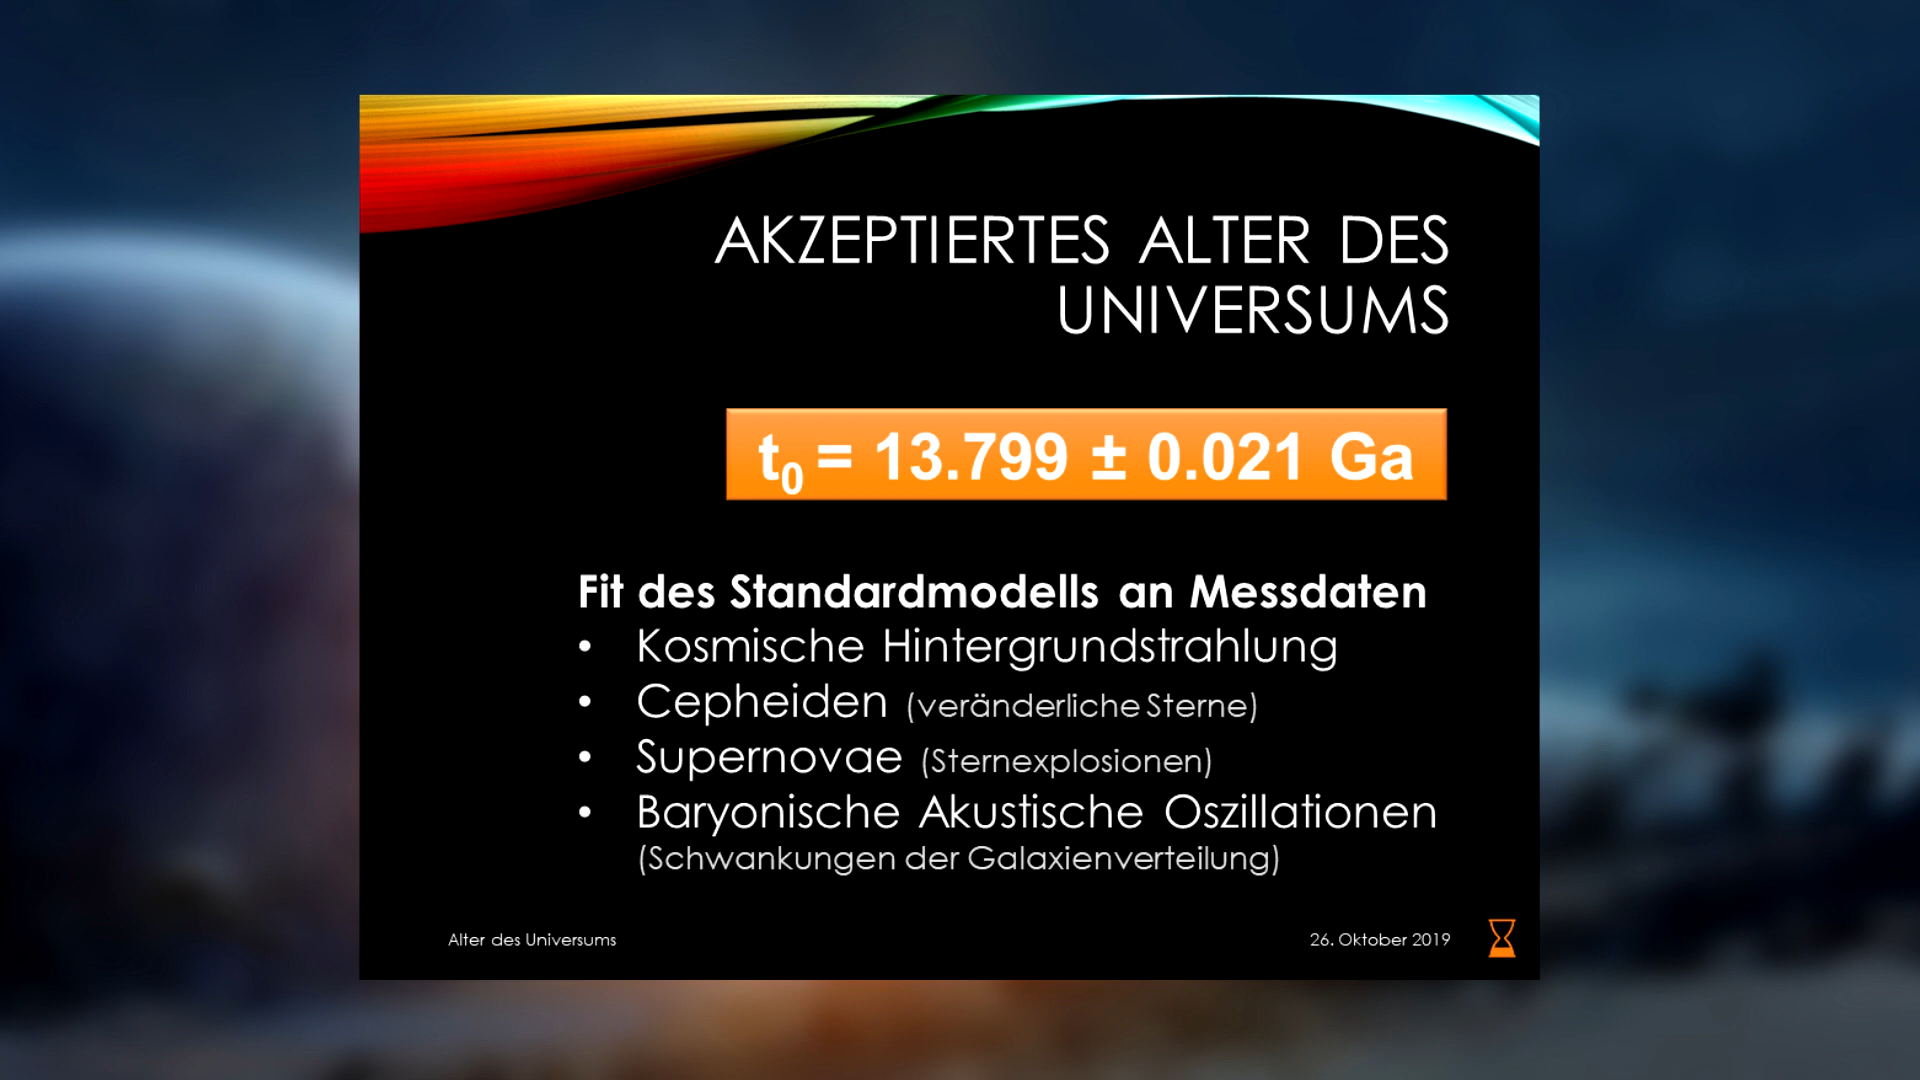 AKZEPTIERTES ALTER DES
UNIVERSUMS
t₀ = 13.799 ± 0.021 Ga
Fit des Standardmodells an Messdaten
• Kosmische Hintergrundstrahlung
• Cepheiden (veränderliche Sterne)
• Supernovae (Sternexplosionen)
• Baryonische Akustische Oszillationen
(Schwankungen der Galaxienverteilung)
Alter des Universums
26. Oktober 2019